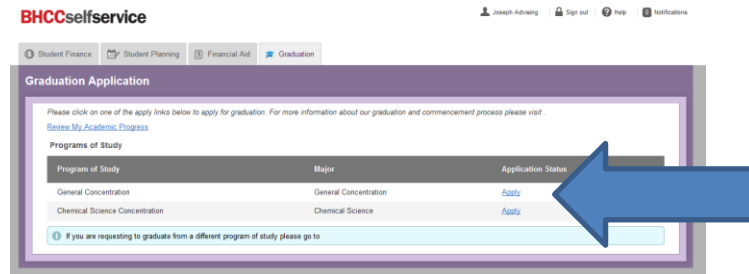 BHCCselfservice
Joseph Advising Sign out Help 0 Notifications
Student Finance Student Planning Financial Aid Graduation
Graduation Application
Please click on one of the apply links below to apply for graduation. For more information about our graduation and commencement process please visit .
Review My Academic Progress
Programs of Study
Program of Study Major Application Status
General Concentration General Concentration Apply
Chemical Science Concentration Chemical Science Apply
If you are requesting to graduate from a different program of study please go to